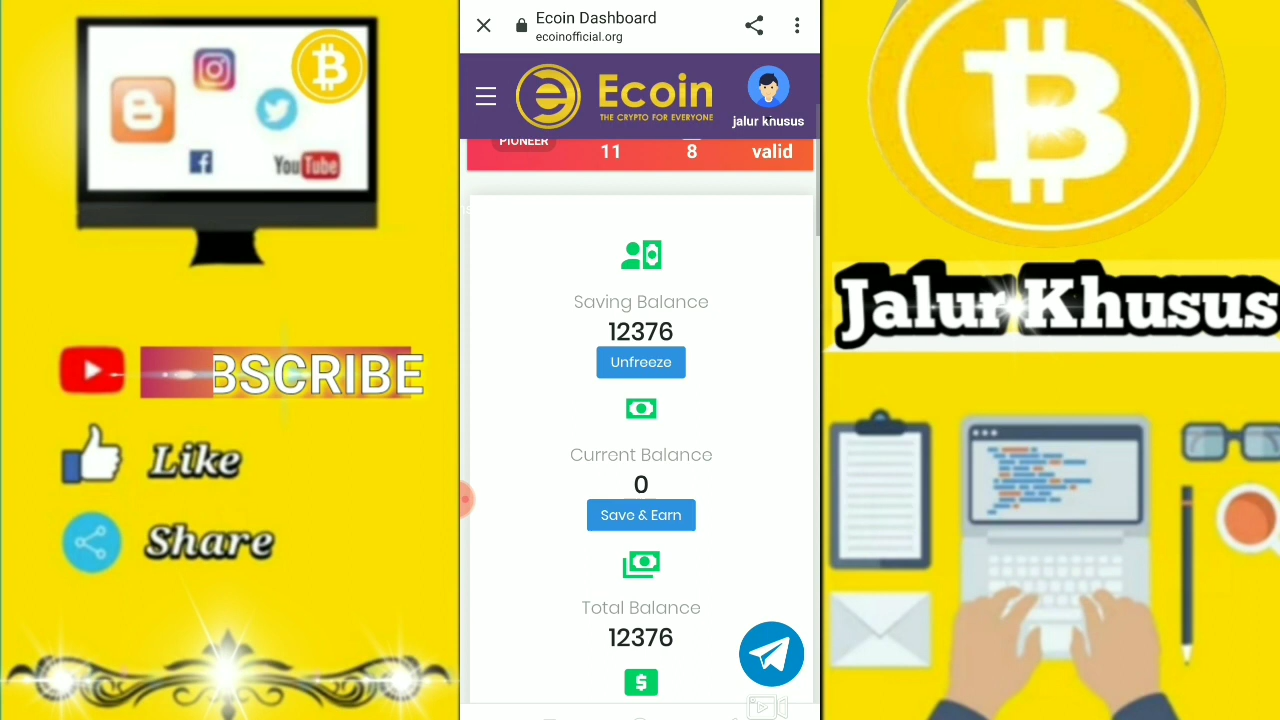 Ecoin Dashboard
ecoinofficial.org
Ecoin
THE CRYPTO FOR EVERYONE
jalur khusus
PIONEER
11 8 valid
Saving Balance
12376
Unfreeze
Current Balance
0
Save & Earn
Total Balance
12376
$
YouTube
BSCRIBE
Like
Share
Jalur Khusus